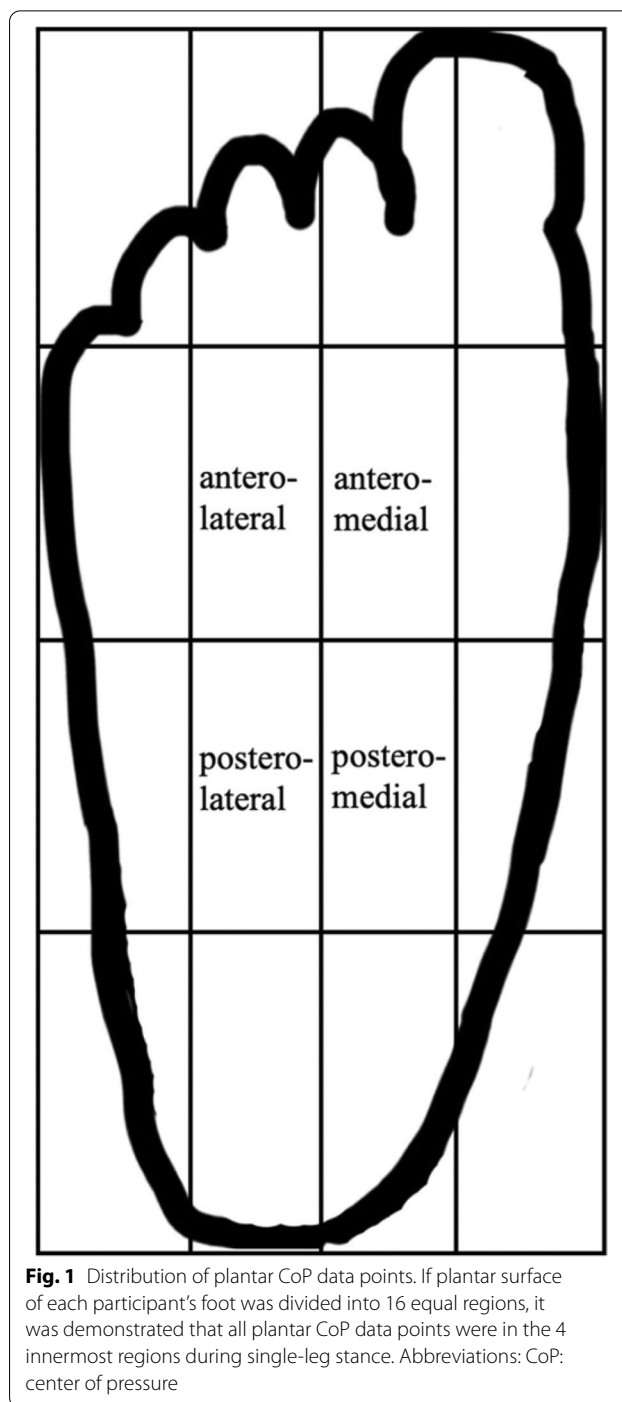 antero- antero-
lateral medial
postero- postero-
lateral medial
Fig. 1 Distribution of plantar CoP data points. If plantar surface
of each participant's foot was divided into 16 equal regions, it
was demonstrated that all plantar CoP data points were in the 4
innermost regions during single-leg stance. Abbreviations: CoP:
center of pressure